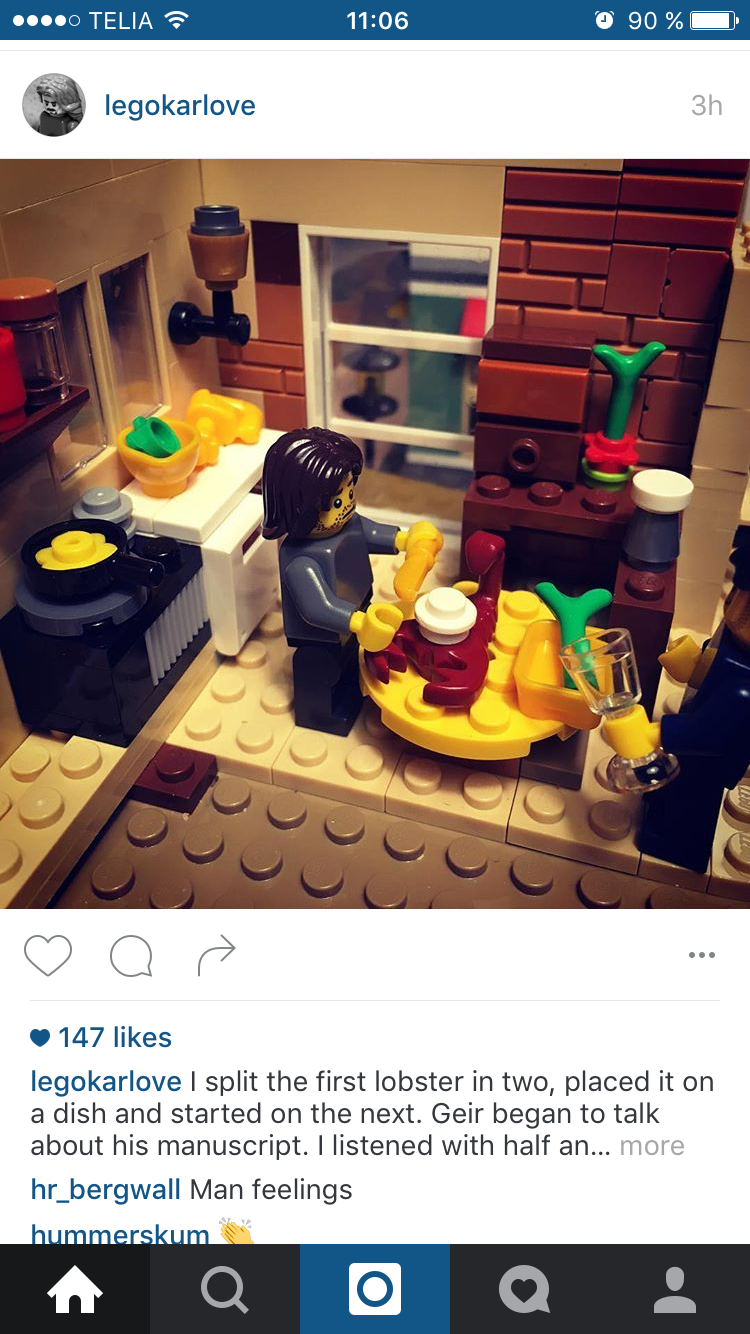 TELIA 11:06 90 %
legokarlove 3h
147 likes
legokarlove I split the first lobster in two, placed it on
a dish and started on the next. Geir began to talk
about his manuscript. I listened with half an... more
hr_bergwall Man feelings
hummerskum 👏